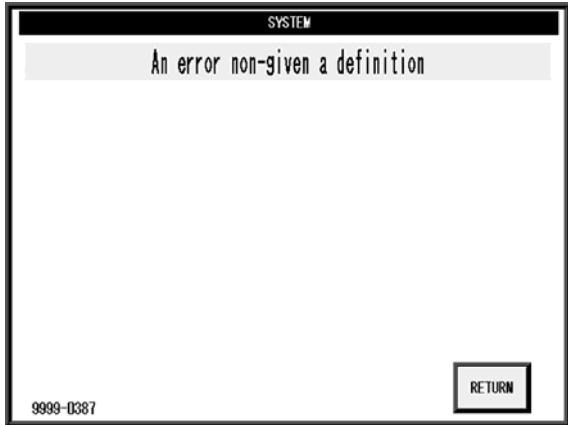 SYSTEM
An error non-given a definition
RETURN
9999-0387